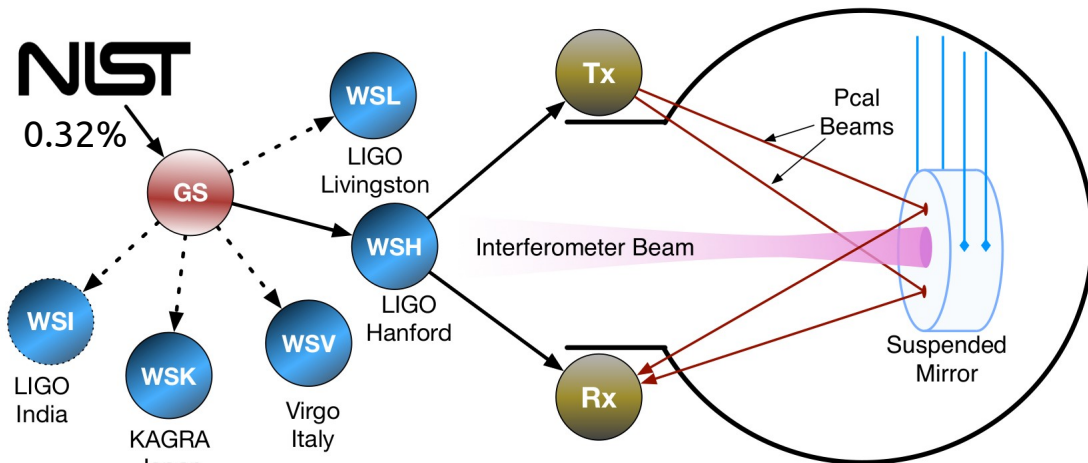 NIST
0.32%
GS
WSL
LIGO
Livingston
WSH
LIGO
Hanford
WSI
LIGO
India
WSK
KAGRA
WSV
Virgo
Italy
Tx
Pcal
Beams
Interferometer Beam
Suspended
Mirror
Rx